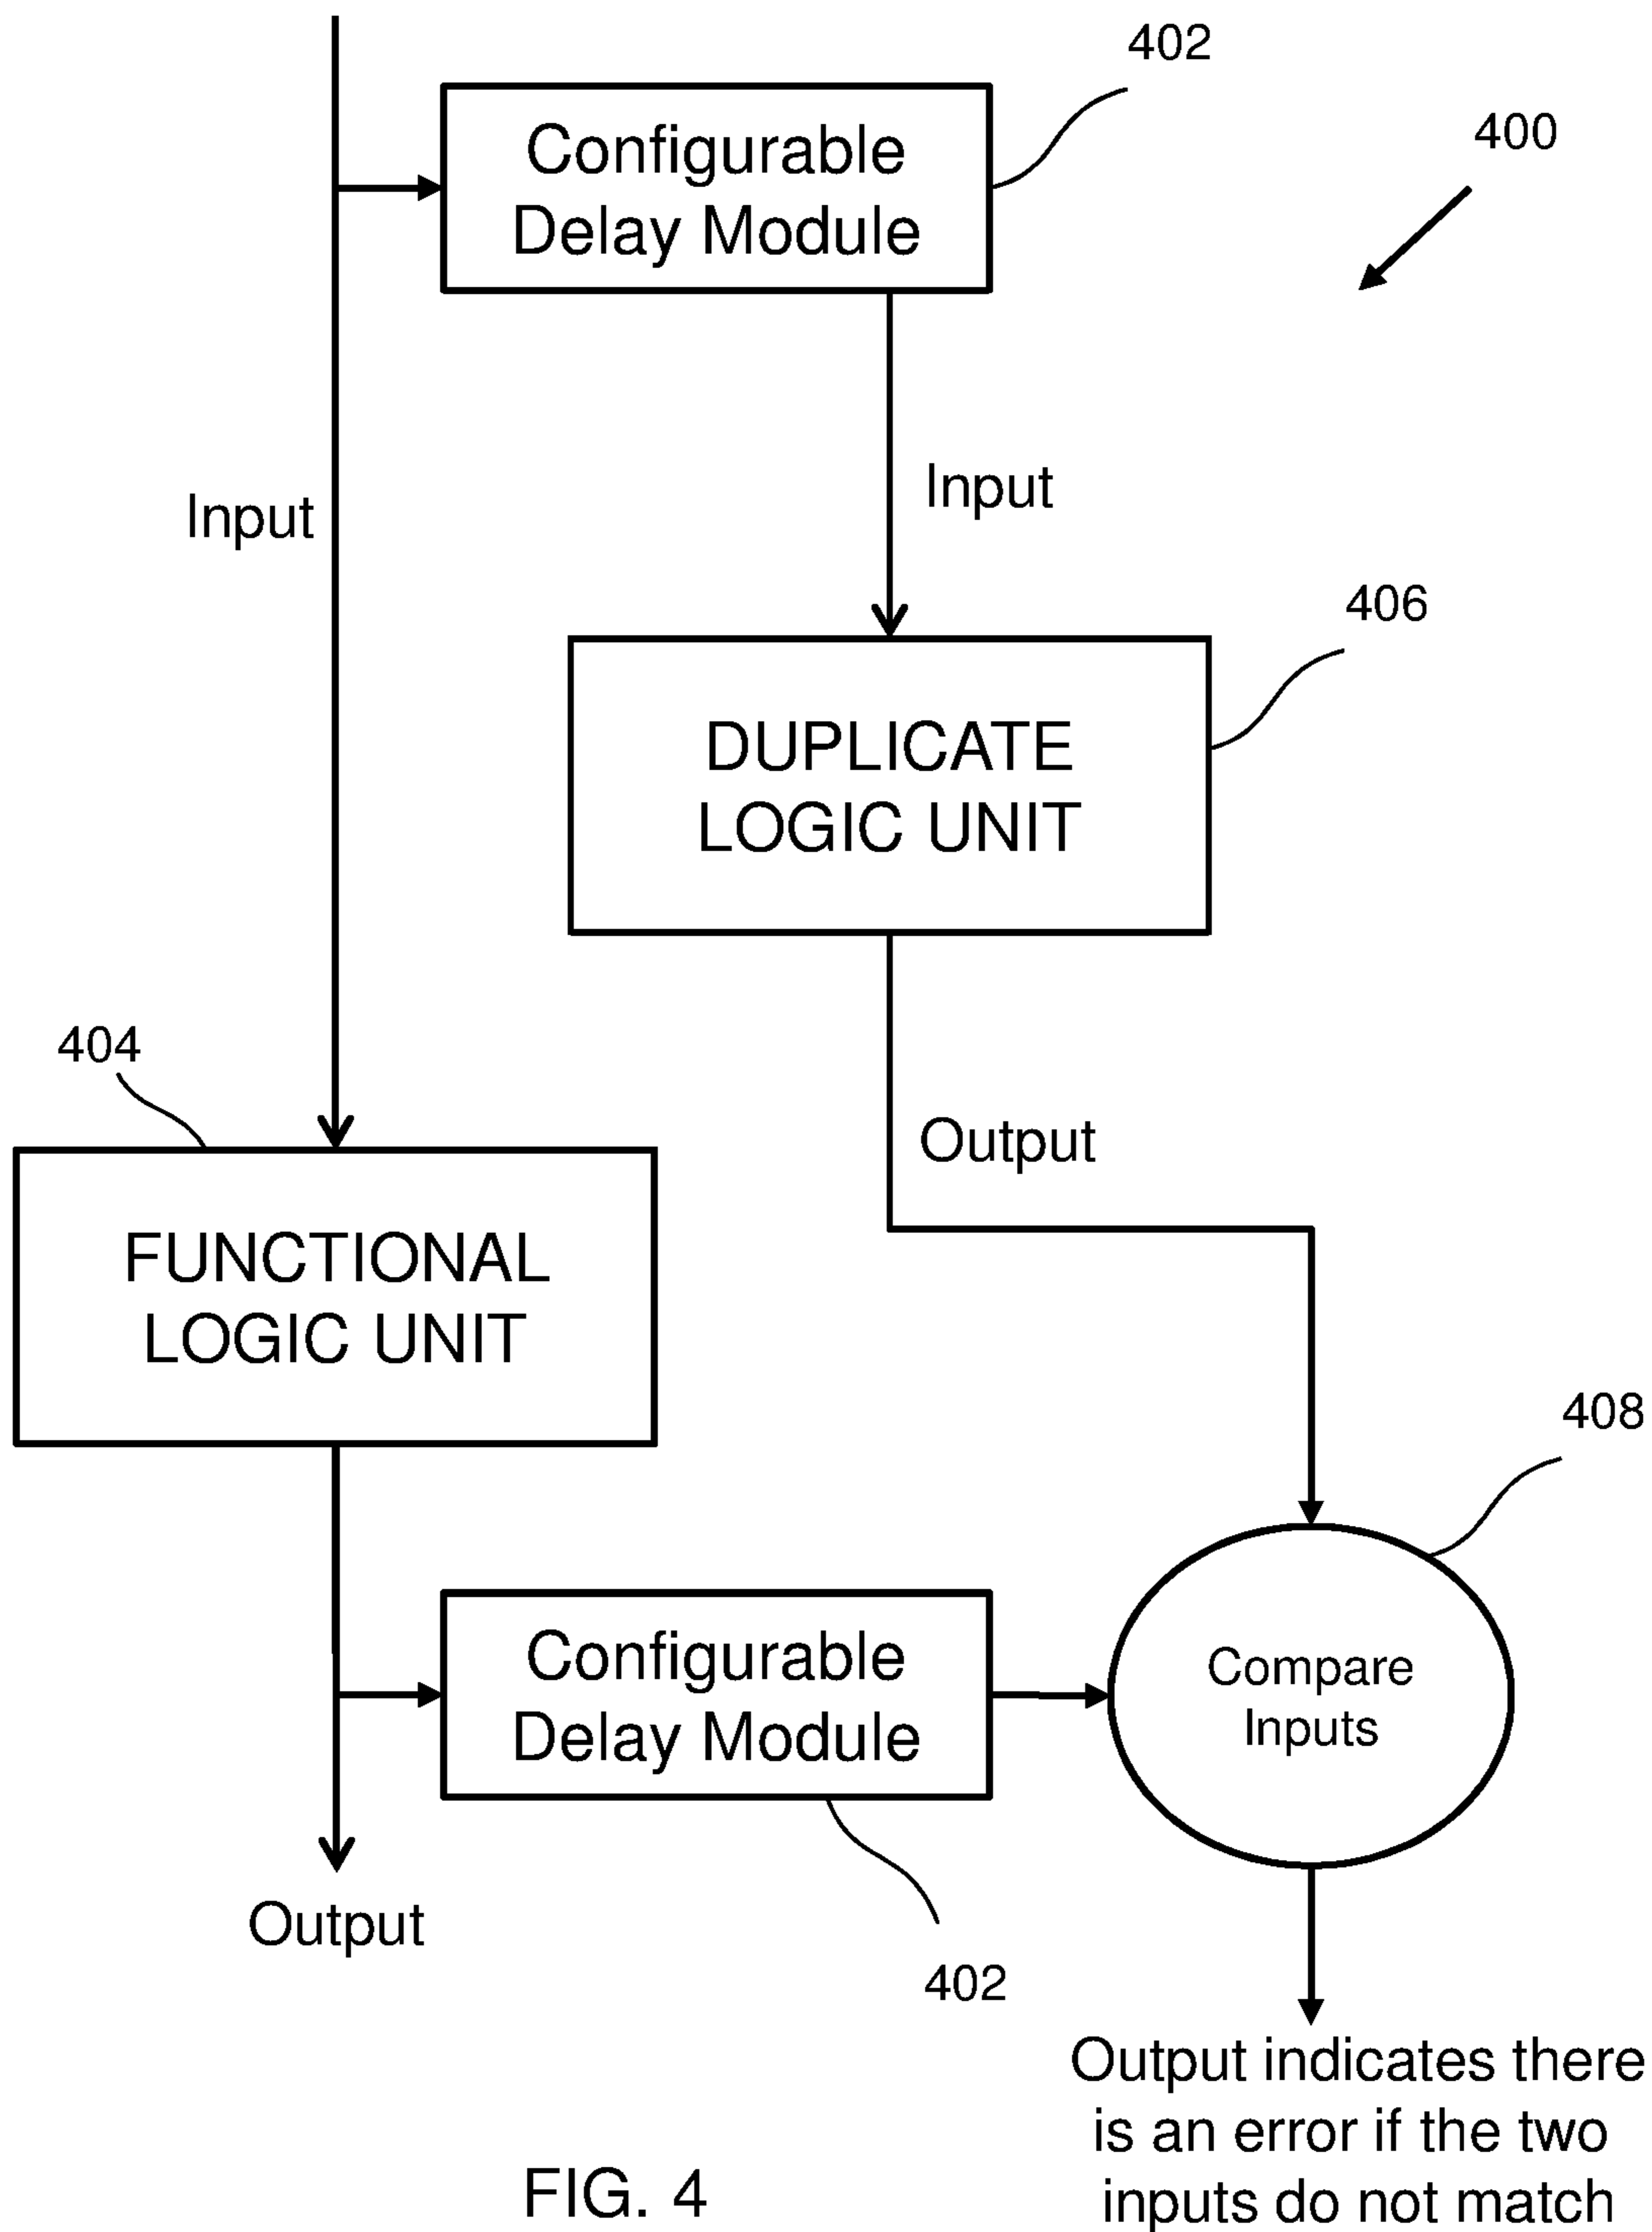 402
Configurable
Delay Module
400
Input
Input
406
DUPLICATE
LOGIC UNIT
404
Output
FUNCTIONAL
LOGIC UNIT
408
Configurable
Delay Module
Compare
Inputs
Output
402
Output indicates there
is an error if the two
inputs do not match
FIG. 4